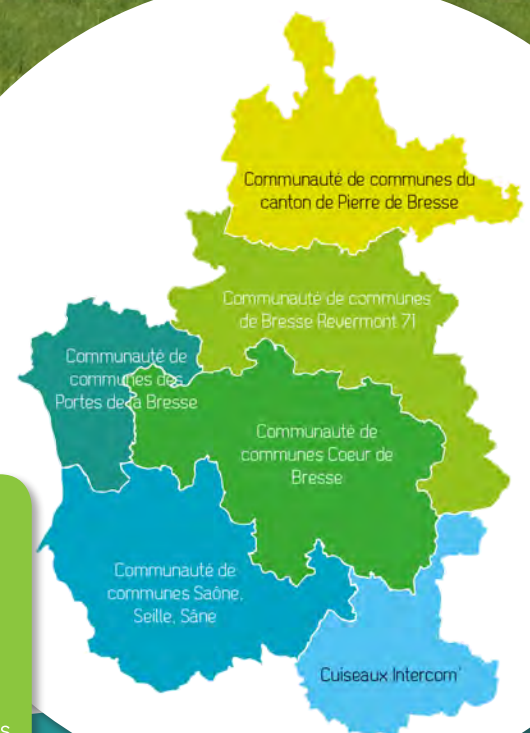 Communauté de communes du
canton de Pierre de Bresse
Communauté de communes
de Bresse Revermont 71
Communauté de
communes des
Portes de la Bresse
Communauté de
communes Coeur de
Bresse
Communauté de
communes Saône,
Seille, Sâne
Cuiseaux Intercom'
s